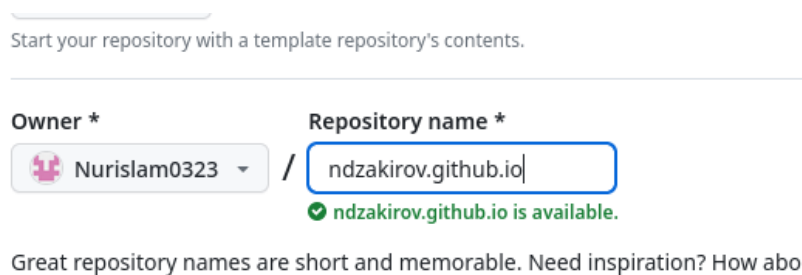 Start your repository with a template repository's contents.
Owner * Repository name *
Nurislam0323 / ndzakirov.github.io
ndzakirov.github.io is available.
Great repository names are short and memorable. Need inspiration? How abo